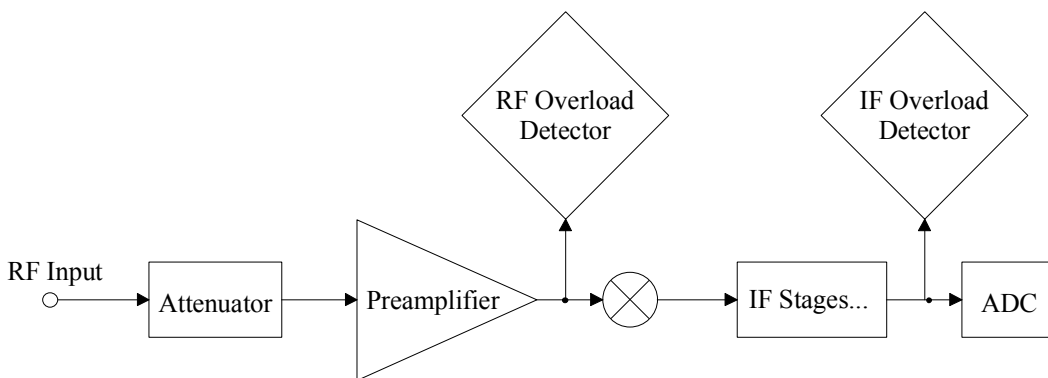 RF Overload
Detector
IF Overload
Detector
RF Input
Attenuator
Preamplifier
IF Stages...
ADC